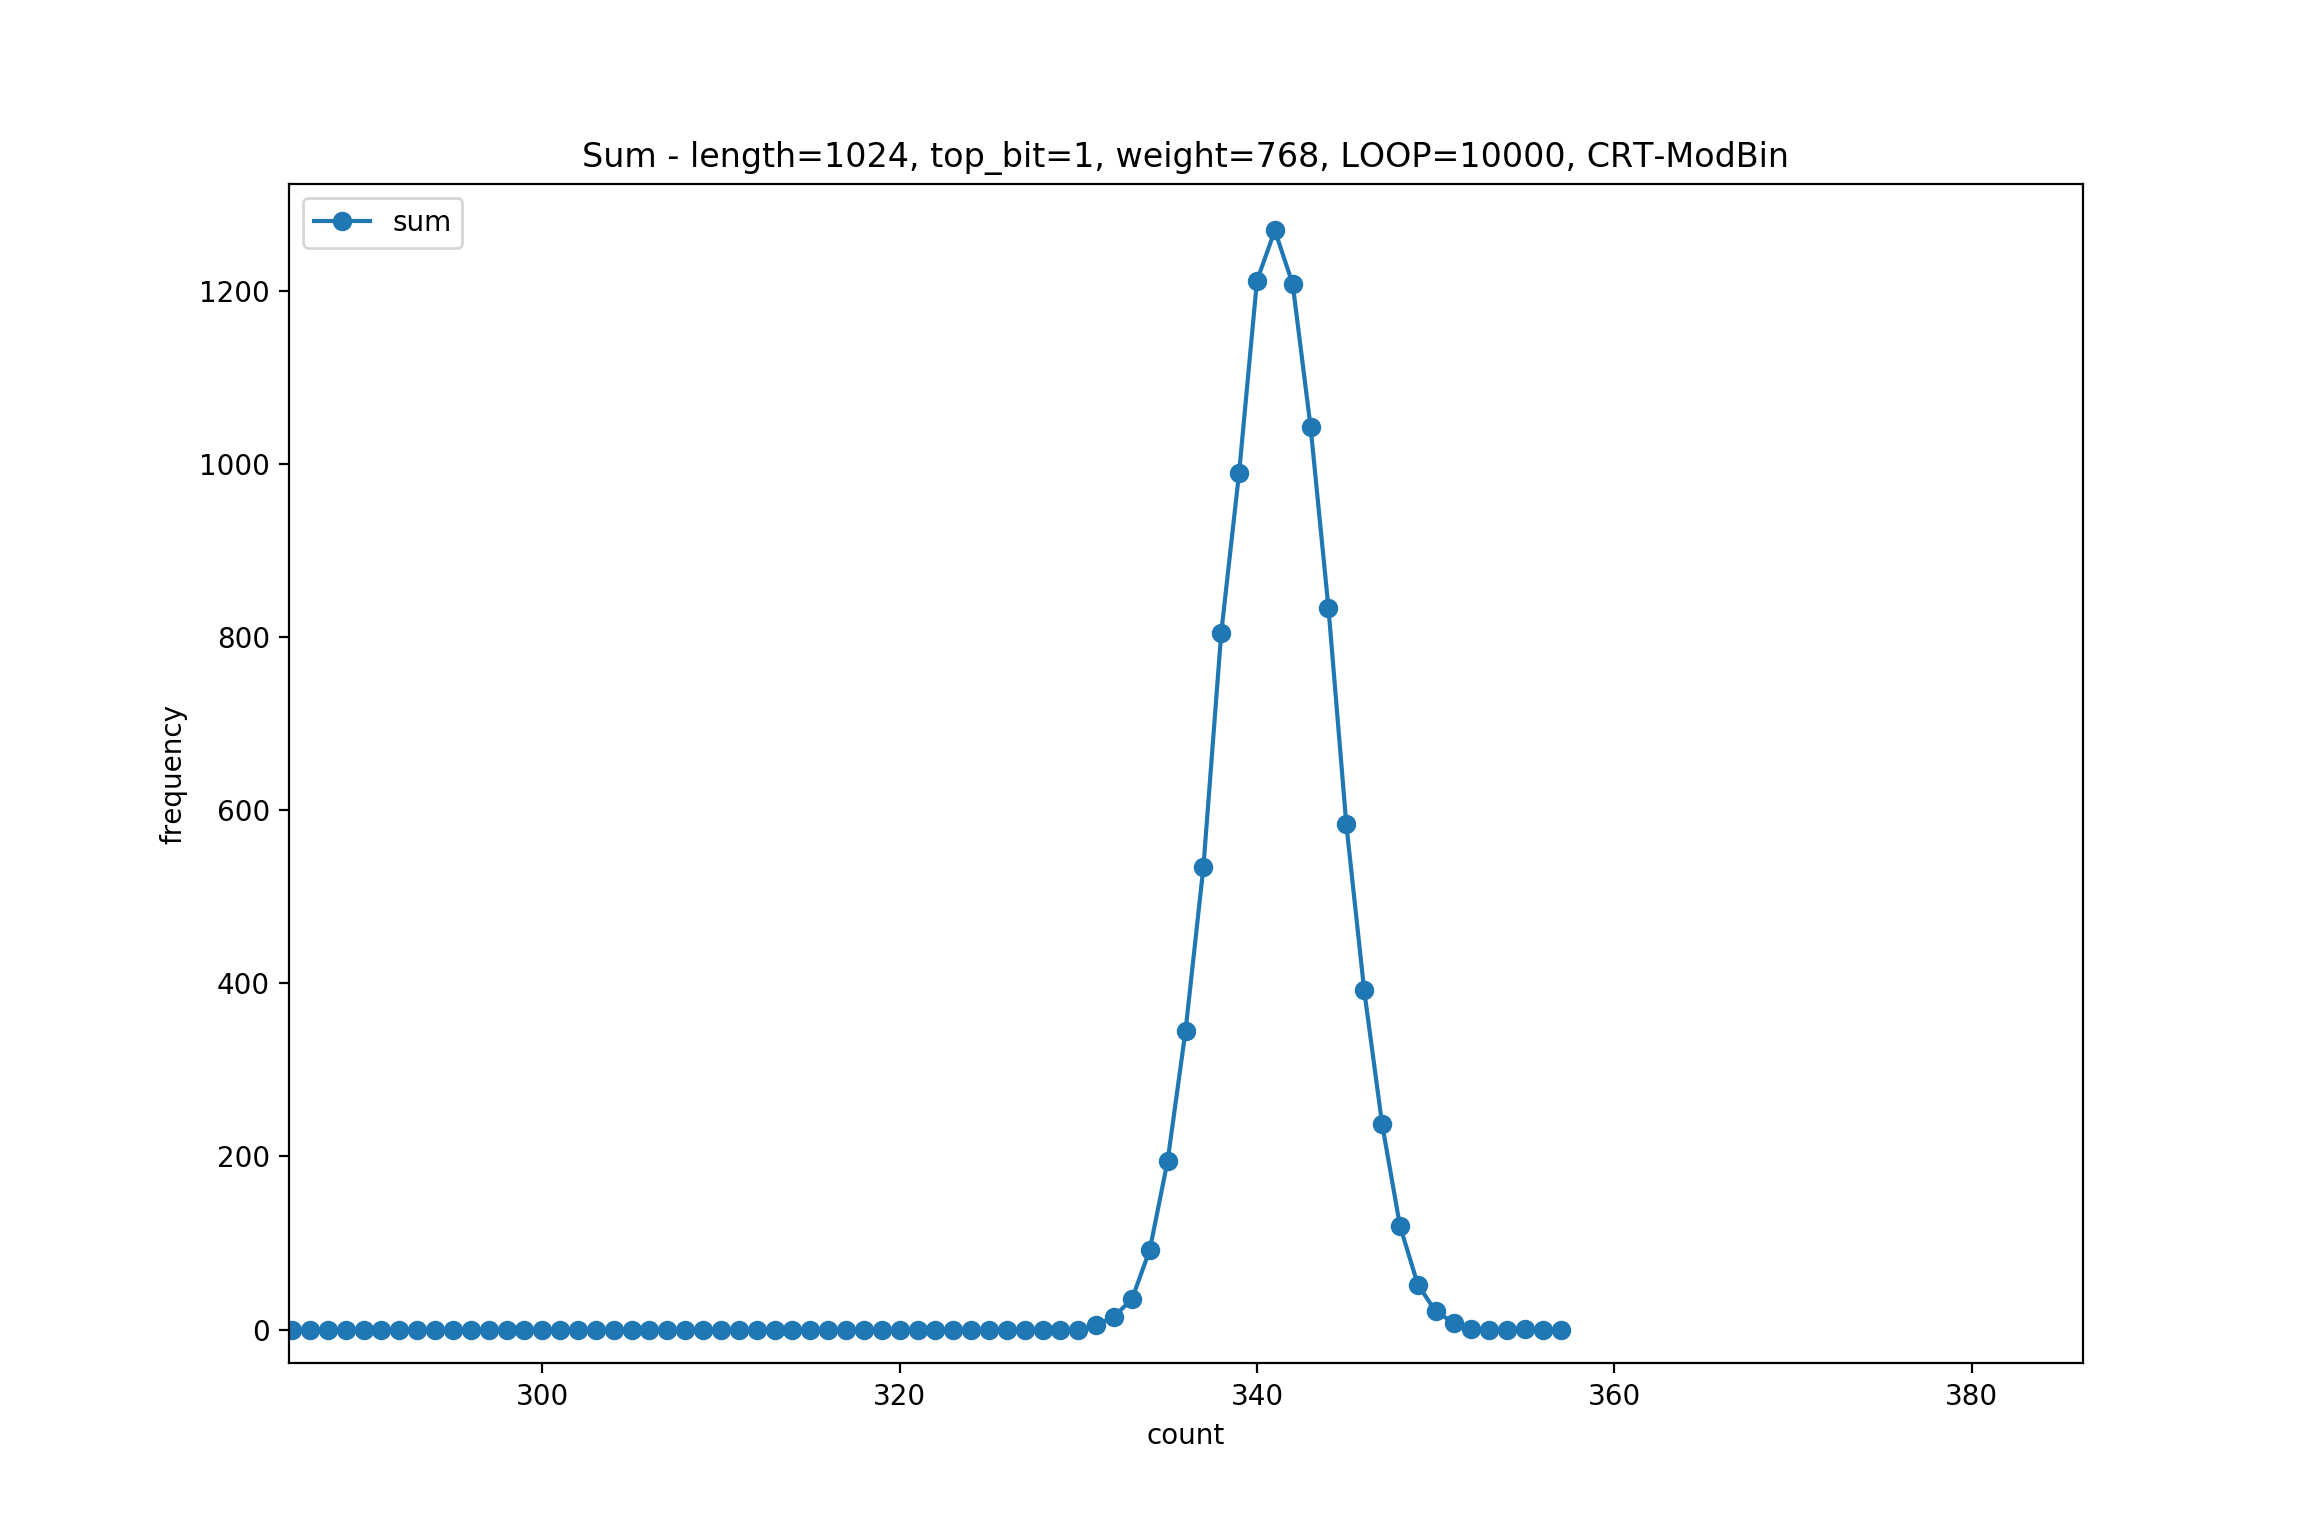 Sum - length=1024, top_bit=1, weight=768, LOOP=10000, CRT-ModBin
sum
1200
1000
800
600
400
200
0
frequency
300 320 340 360 380
count